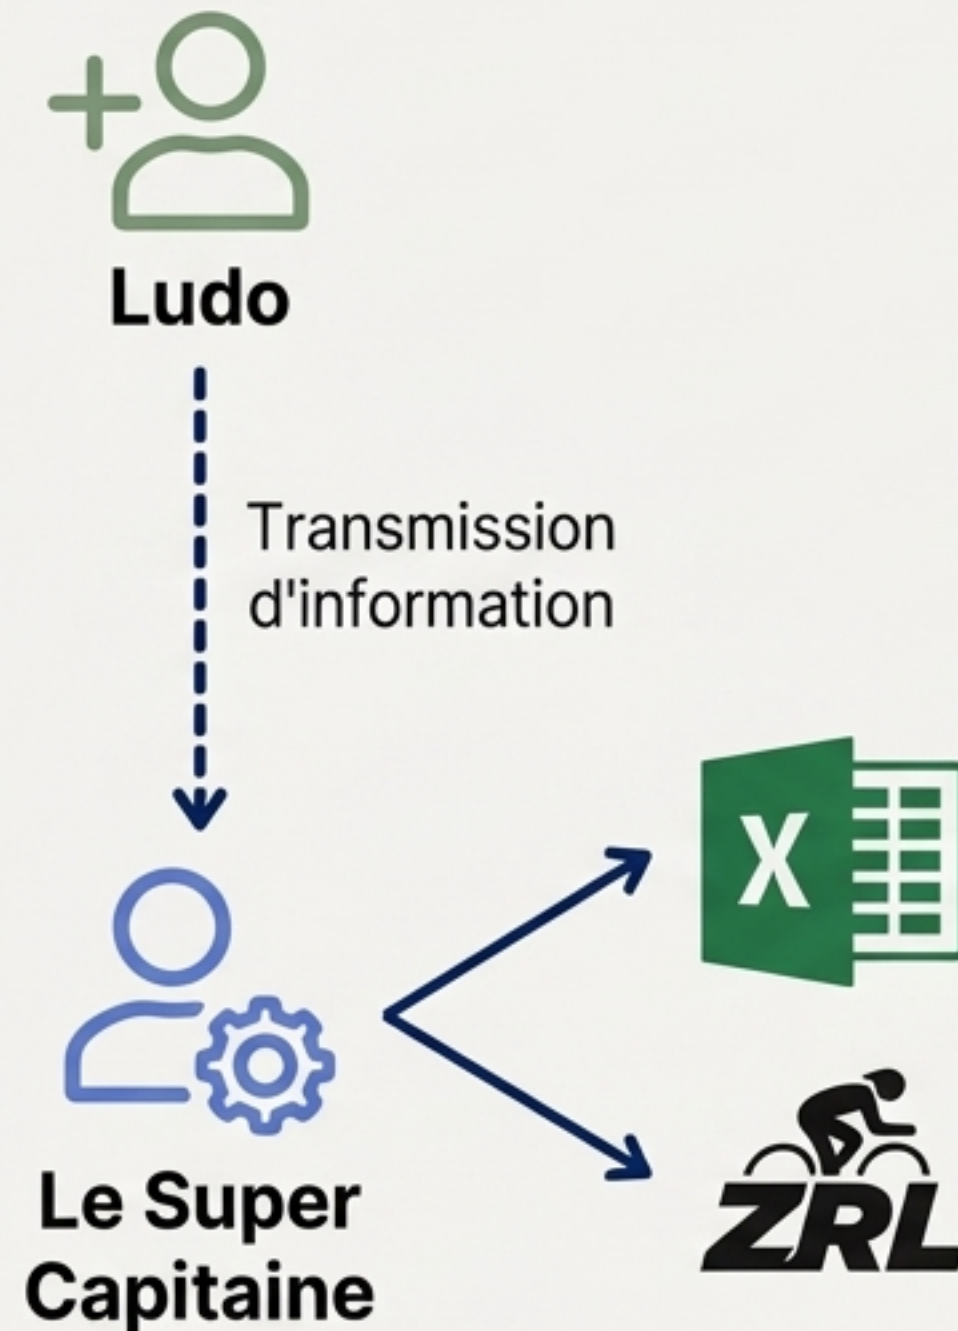 Ludo
Transmission
d'information
X
ZRL
Le Super
Capitaine